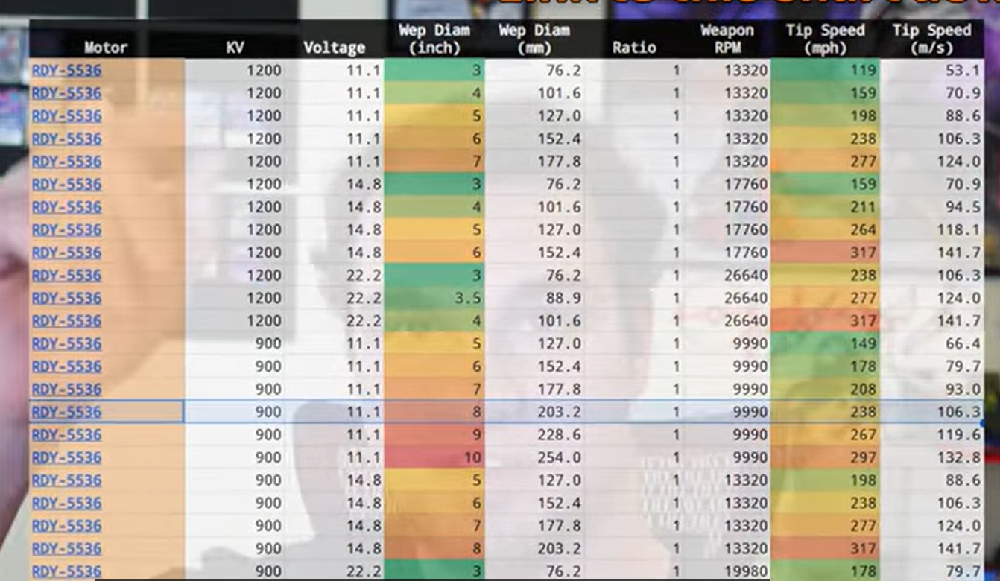 Wep Diam Wep Diam Weapon Tip Speed Tip Speed
Motor KV Voltage (inch) (mm) Ratio RPM (mph) (m/s)
RDY-5536 1200 11.1 3 76.2 1 13320 119 53.1
RDY-5536 1200 11.1 4 101.6 1 13320 159 70.9
RDY-5536 1200 11.1 5 127.0 1 13320 198 88.6
RDY-5536 1200 11.1 6 152.4 1 13320 238 106.3
RDY-5536 1200 11.1 7 177.8 1 13320 277 124.0
RDY-5536 1200 14.8 3 76.2 1 17760 159 70.9
RDY-5536 1200 14.8 4 101.6 1 17760 211 94.5
RDY-5536 1200 14.8 5 127.0 1 17760 264 118.1
RDY-5536 1200 14.8 6 152.4 1 17760 317 141.7
RDY-5536 1200 22.2 3 76.2 1 26640 238 106.3
RDY-5536 1200 22.2 3.5 88.9 1 26640 277 124.0
RDY-5536 1200 22.2 4 101.6 1 26640 317 141.7
RDY-5536 900 11.1 5 127.0 1 9990 149 66.4
RDY-5536 900 11.1 6 152.4 1 9990 178 79.7
RDY-5536 900 11.1 7 177.8 1 9990 208 93.0
RDY-5536 900 11.1 8 203.2 1 9990 238 106.3
RDY-5536 900 11.1 9 228.6 1 9990 267 119.6
RDY-5536 900 11.1 10 254.0 1 9990 297 132.8
RDY-5536 900 14.8 5 127.0 1 13320 198 88.6
RDY-5536 900 14.8 6 152.4 1 13320 238 106.3
RDY-5536 900 14.8 7 177.8 1 13320 277 124.0
RDY-5536 900 14.8 8 203.2 1 13320 317 141.7
RDY-5536 900 22.2 3 76.2 1 19980 178 79.7